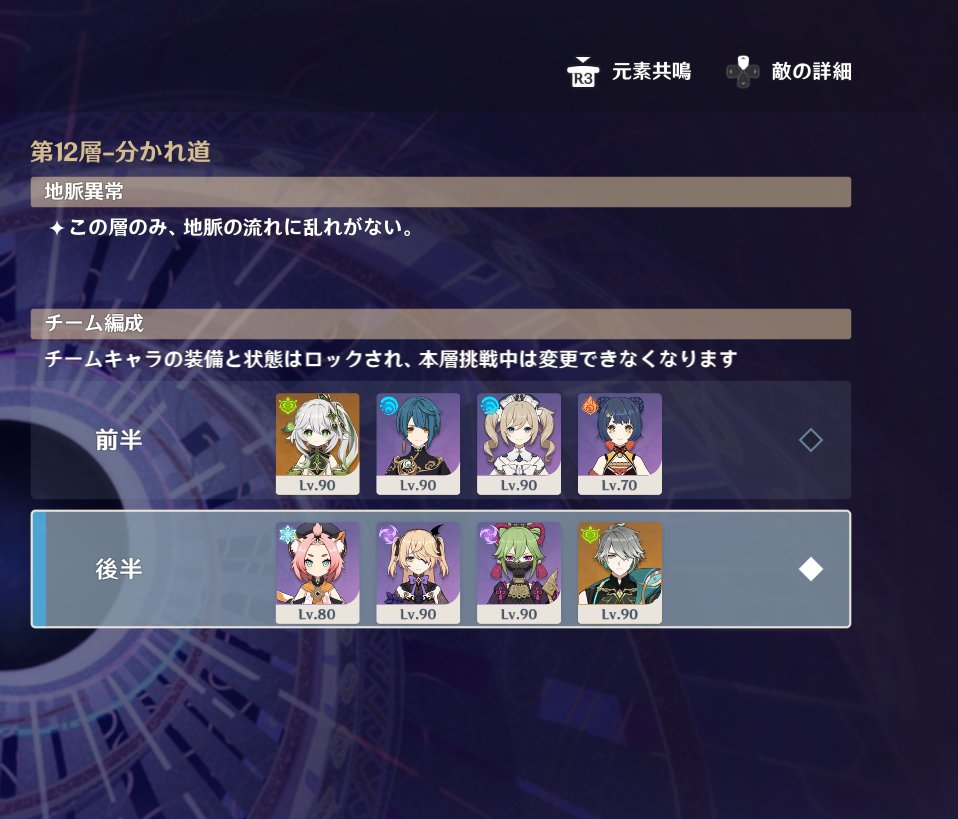 R3 元素共鳴 敵の詳細
第12層-分かれ道
地脈異常
✦この層のみ、地脈の流れに乱れがない。
チーム編成
チームキャラの装備と状態はロックされ、本層挑戦中は変更できなくなります
前半
Lv.90 Lv.90 Lv.90 Lv.70
後半
Lv.80 Lv.90 Lv.90 Lv.90